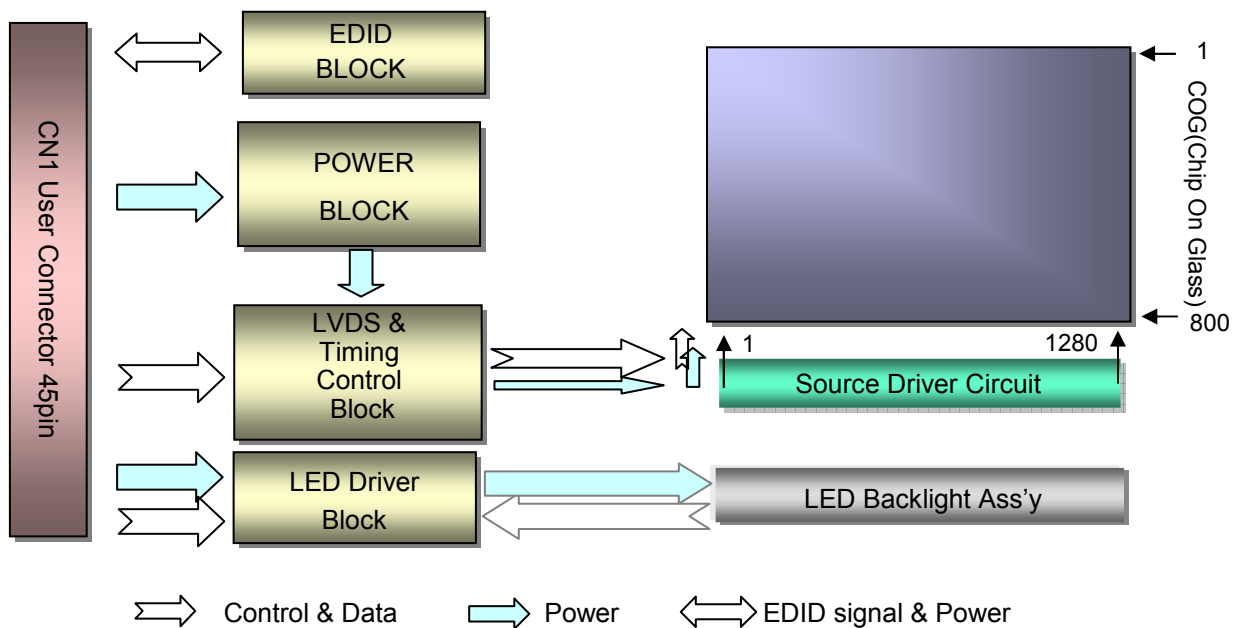 CN1 User Connector 45pin
EDID
BLOCK
POWER
BLOCK
LVDS &
Timing
Control
Block
LED Driver
Block
1
COG(Chip On Glass)
800
1
1280
Source Driver Circuit
LED Backlight Ass'y
Control & Data
Power
EDID signal & Power